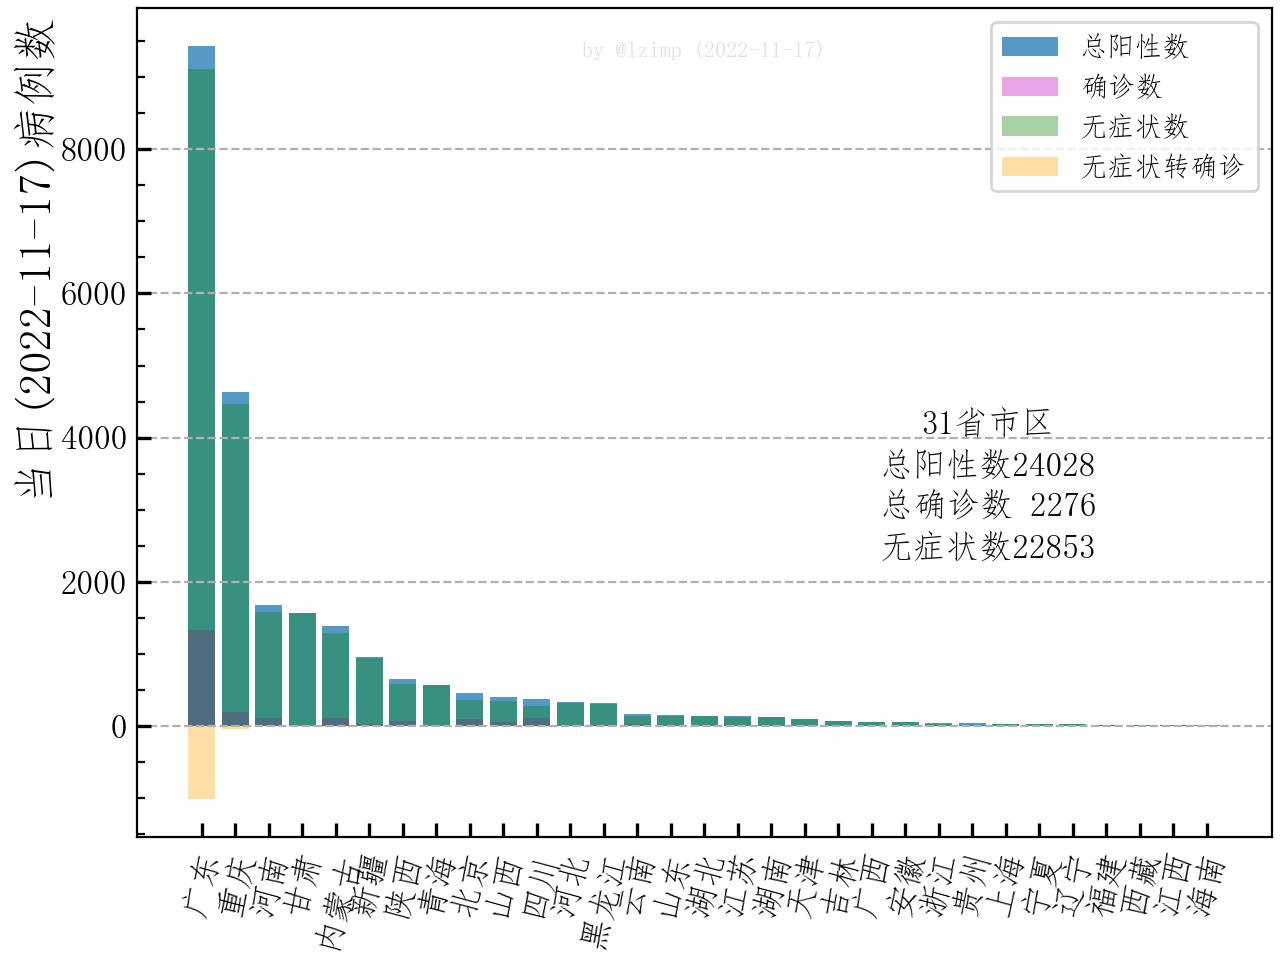 当日(2022-11-17)病例数
8000
6000
4000
2000
0
by @lzimp (2022-11-17)
总阳性数
确诊数
无症状数
无症状转确诊
31省市区
总阳性数24028
总确诊数 2276
无症状数22853
广东
重庆
河南
甘肃
内蒙古
新疆
陕西
青海
北京
山西
四川
河北
黑龙江
云南
山东
湖北
江苏
湖南
天津
吉林
广西
安徽
浙江
贵州
上海
宁夏
辽宁
福建
西藏
江西
海南